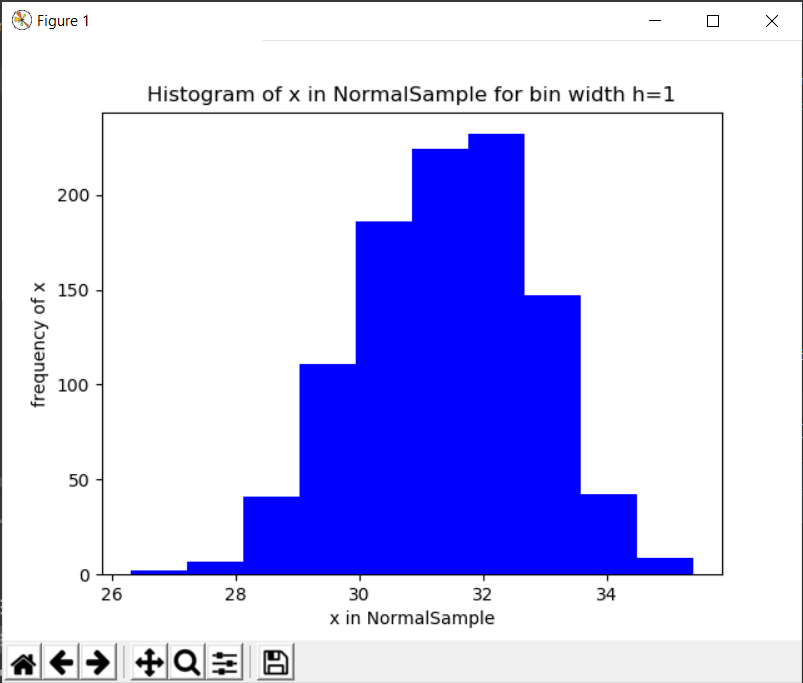 Figure 1
Histogram of x in NormalSample for bin width h=1
frequency of x
200
150
100
50
0
26 28 30 32 34
x in NormalSample